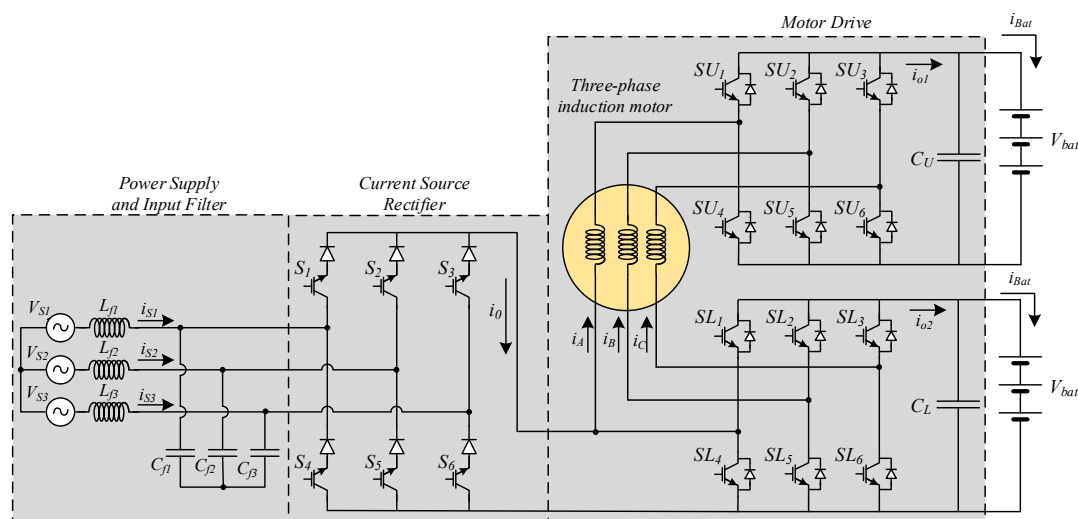 Motor Drive
iBat
SU1
SU2
SU3
io1
Three-phase
induction motor
CU
Vbat
Power Supply
and Input Filter
Current Source
Rectifier
SU4
SU5
SU6
S1
S2
S3
i0
iBat
VS1
Lf1
iS1
SL1
SL2
SL3
io2
iA
iB
iC
VS2
Lf2
iS2
VS3
Lf3
iS3
CL
Vbat
Cf1
Cf2
Cf3
S4
S5
S6
SL4
SL5
SL6